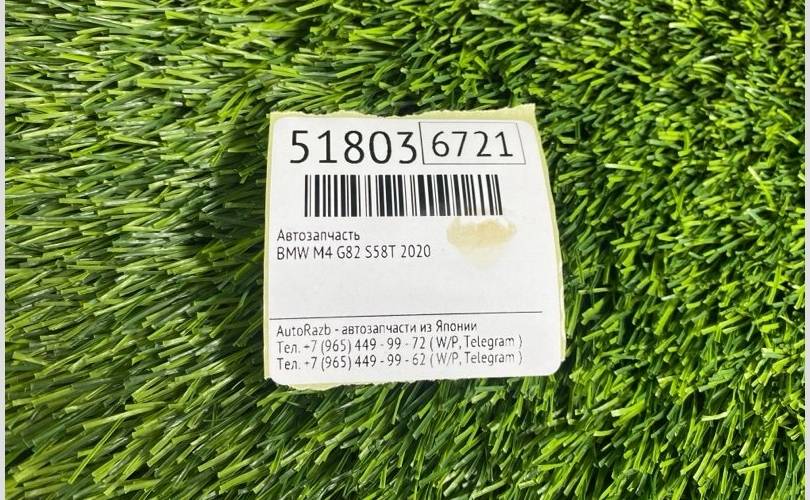 51803 6721
Автозапчасть
BMW M4 G82 S58T 2020
AutoRazb - автозапчасти из Японии
Тел. +7 (965) 449 - 99 - 72 ( W/P, Telegram )
Тел. +7 (965) 449 - 99 - 62 ( W/P, Telegram )